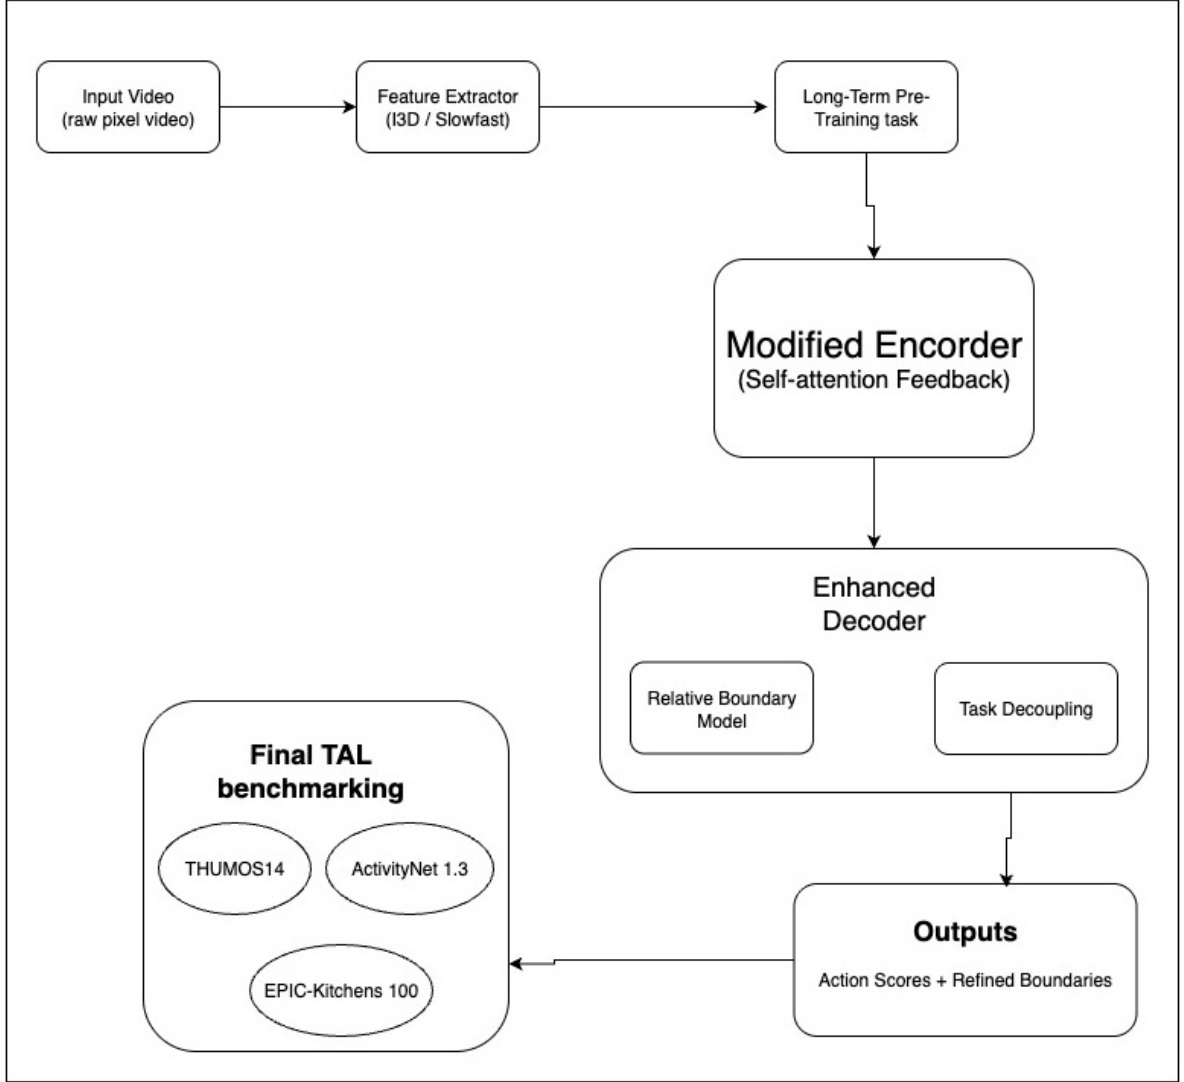 Input Video
(raw pixel video)
Feature Extractor
(I3D / Slowfast)
Long-Term Pre-
Training task
Modified Encorder
(Self-attention Feedback)
Enhanced
Decoder
Relative Boundary
Model
Task Decoupling
Final TAL
benchmarking
THUMOS14
ActivityNet 1.3
EPIC-Kitchens 100
Outputs
Action Scores + Refined Boundaries